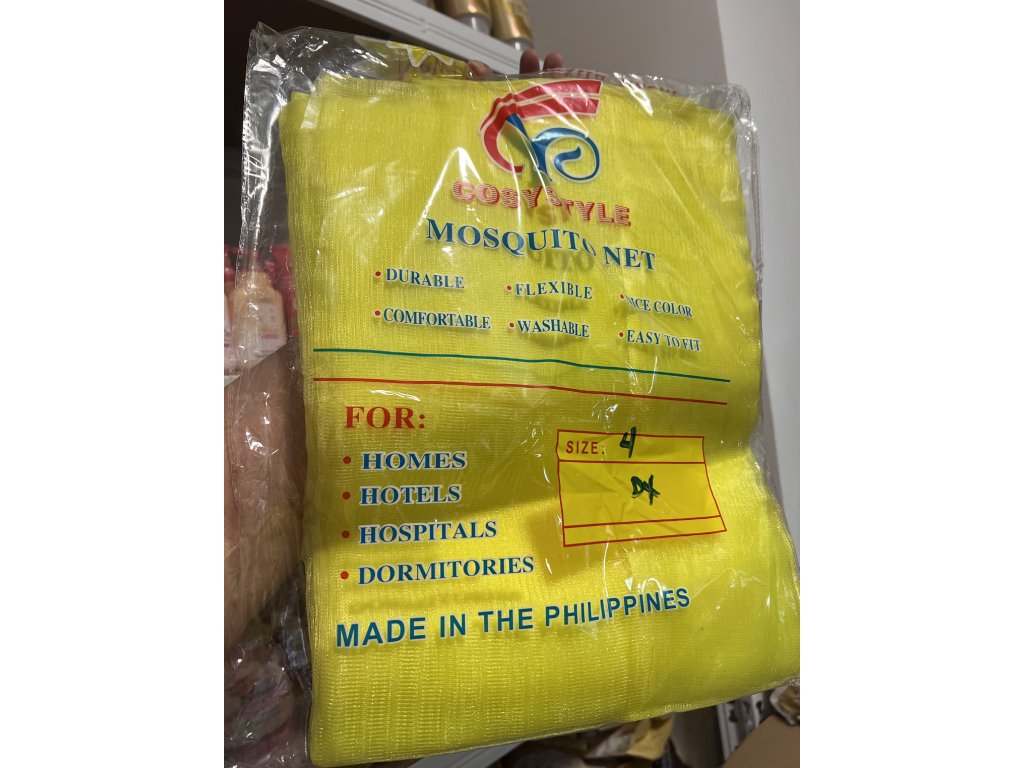 COSY STYLE
MOSQUITO NET
• DURABLE • FLEXIBLE • NICE COLOR
• COMFORTABLE • WASHABLE • EASY TO FIT
FOR:
• HOMES
• HOTELS
• HOSPITALS
• DORMITORIES
SIZE: 4
MADE IN THE PHILIPPINES